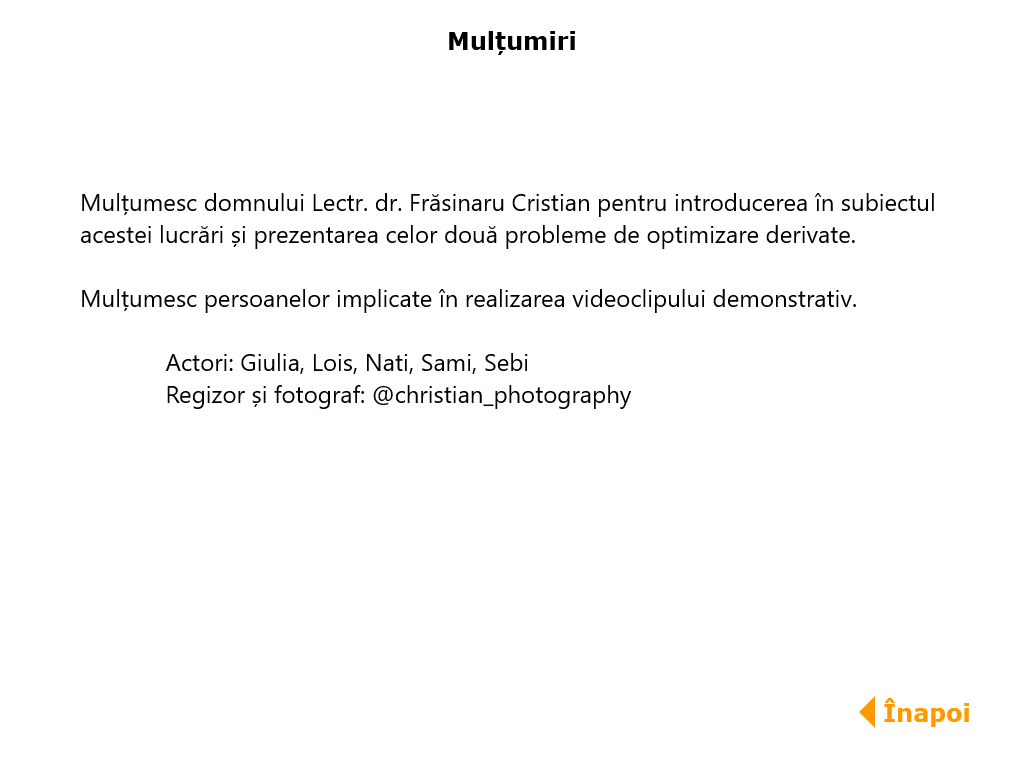 Mulțumiri
Mulțumesc domnului Lectr. dr. Frăsinaru Cristian pentru introducerea în subiectul
acestei lucrări și prezentarea celor două probleme de optimizare derivate.
Mulțumesc persoanelor implicate în realizarea videoclipului demonstrativ.
Actori: Giulia, Lois, Nati, Sami, Sebi
Regizor și fotograf: @christian_photography
Înapoi